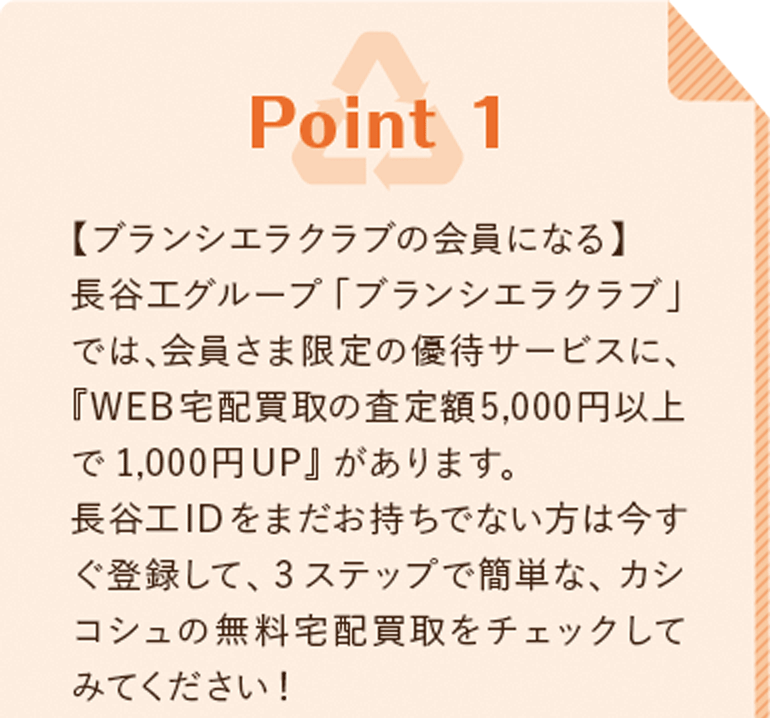 Point 1
【ブランシエラクラブの会員になる】
長谷工グループ「ブランシエラクラブ」
では、会員さま限定の優待サービスに、
『WEB宅配買取の査定額5,000円以上
で1,000円UP』があります。
長谷工IDをまだお持ちでない方は今す
ぐ登録して、3ステップで簡単な、カシ
コシュの無料宅配買取をチェックして
みてください！